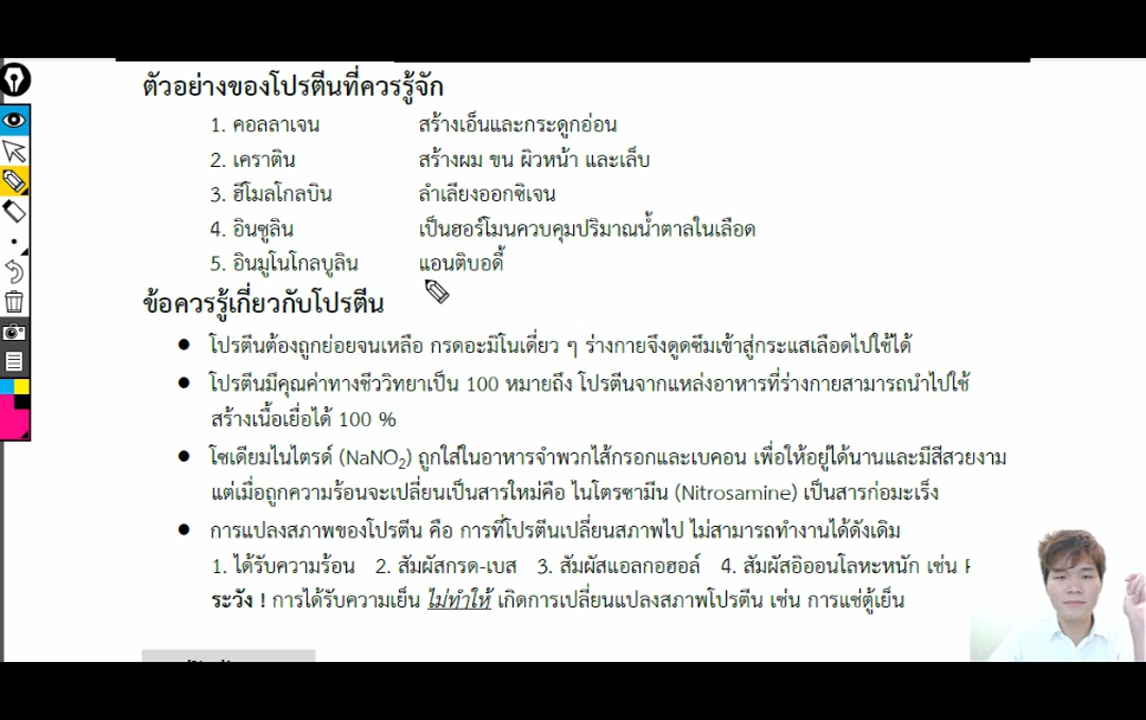 ตัวอย่างของโปรตีนที่ควรรู้จัก
1. คอลลาเจน สร้างเอ็นและกระดูกอ่อน
2. เคราติน สร้างผม ขน ผิวหน้า และเล็บ
3. ฮีโมลโกลบิน ลำเลียงออกซิเจน
4. อินซูลิน เป็นฮอร์โมนควบคุมปริมาณน้ำตาลในเลือด
5. อินมูโนโกลบูลิน แอนติบอดี้
ข้อควรรู้เกี่ยวกับโปรตีน
● โปรตีนต้องถูกย่อยจนเหลือ กรดอะมิโนเดี่ยว ๆ ร่างกายจึงดูดซึมเข้าสู่กระแสเลือดไปใช้ได้
● โปรตีนมีคุณค่าทางชีววิทยาเป็น 100 หมายถึง โปรตีนจากแหล่งอาหารที่ร่างกายสามารถนำไปใช้
สร้างเนื้อเยื่อได้ 100 %
● โซเดียมไนไตรด์ (NaNO₂) ถูกใส่ในอาหารจำพวกไส้กรอกและเบคอน เพื่อให้อยู่ได้นานและมีสีสวยงาม
แต่เมื่อถูกความร้อนจะเปลี่ยนเป็นสารใหม่คือ ไนโตรซามีน (Nitrosamine) เป็นสารก่อมะเร็ง
● การแปลงสภาพของโปรตีน คือ การที่โปรตีนเปลี่ยนสภาพไป ไม่สามารถทำงานได้ดังเดิม
1. ได้รับความร้อน 2. สัมผัสกรด-เบส 3. สัมผัสแอลกอฮอล์ 4. สัมผัสอิออนโลหะหนัก เช่น
ระวัง ! การได้รับความเย็น ไม่ทำให้ เกิดการเปลี่ยนแปลงสภาพโปรตีน เช่น การแช่ตู้เย็น